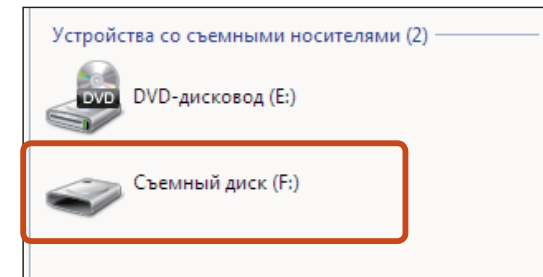 Устройства со съемными носителями (2)
DVD
DVD-дисковод (E:)
Съемный диск (F:)